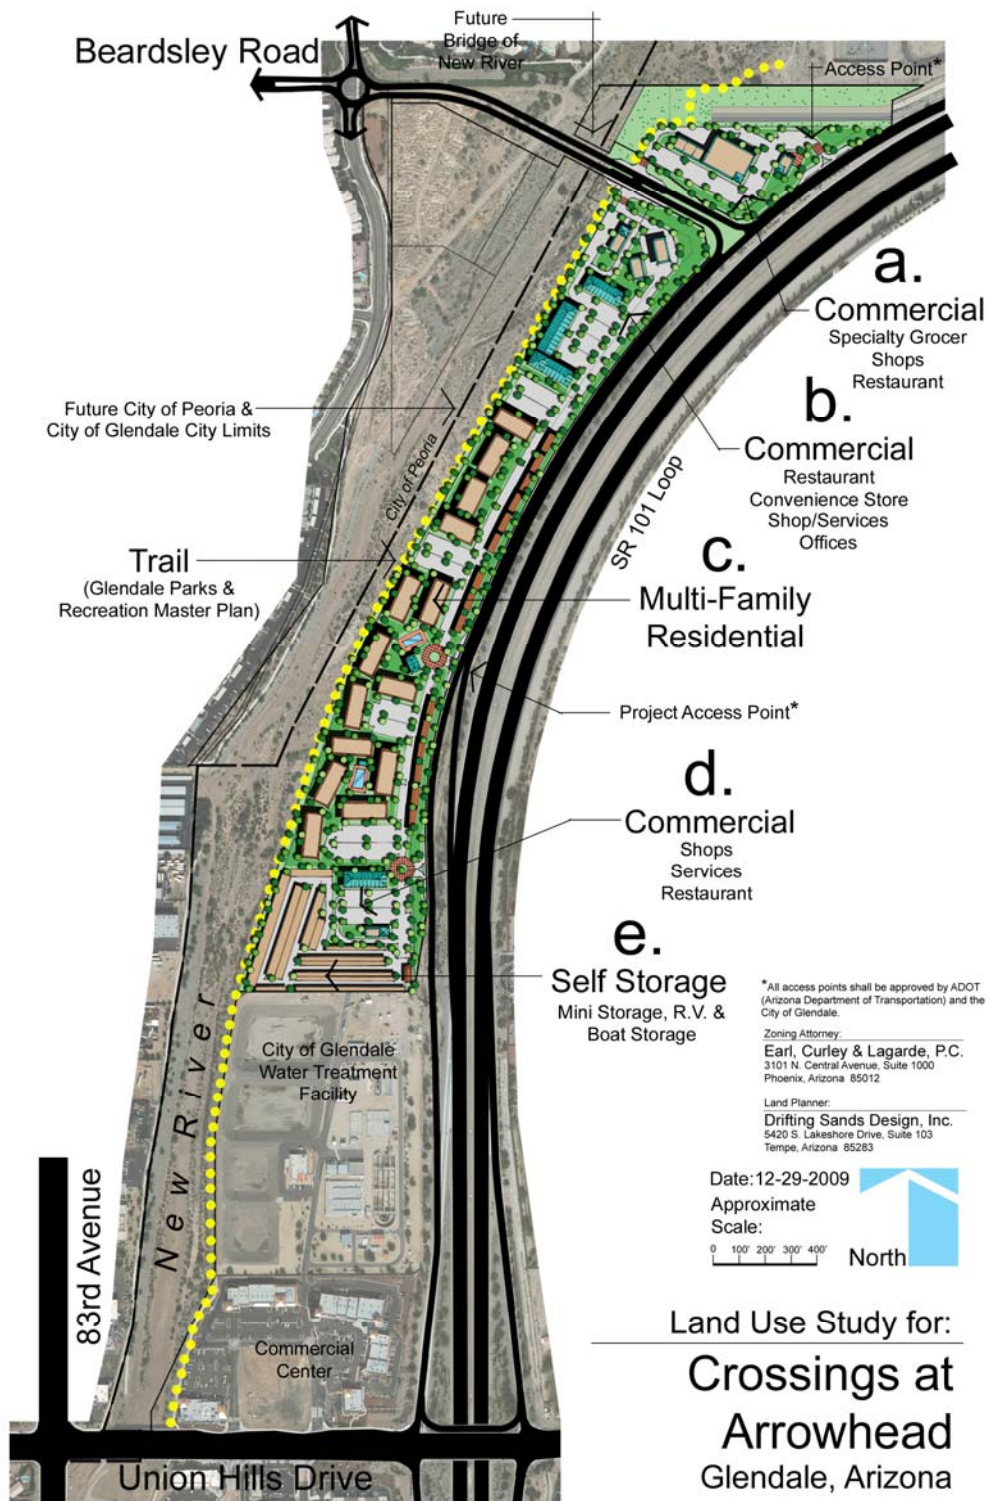 Beardsley Road
Future
Bridge of
New River
Access Point*
a.
Commercial
Specialty Grocer
Shops
Restaurant
b.
Commercial
Restaurant
Convenience Store
Shop/Services
Offices
Future City of Peoria &
City of Glendale City Limits
City of Peoria
SR 101 Loop
Trail
(Glendale Parks &
Recreation Master Plan)
c.
Multi-Family
Residential
Project Access Point*
d.
Commercial
Shops
Services
Restaurant
e.
Self Storage
Mini Storage, R.V. &
Boat Storage
*All access points shall be approved by ADOT
(Arizona Department of Transportation) and the
City of Glendale.
Zoning Attorney:
Earl, Curley & Lagarde, P.C.
3101 N. Central Avenue, Suite 1000
Phoenix, Arizona 85012
Land Planner:
Drifting Sands Design, Inc.
5420 S. Lakeshore Drive, Suite 103
Tempe, Arizona 85283
City of Glendale
Water Treatment
Facility
New River
83rd Avenue
Date:12-29-2009
Approximate
Scale:
0 100' 200' 300' 400'
North
Commercial
Center
Land Use Study for:
Crossings at
Arrowhead
Glendale, Arizona
Union Hills Drive